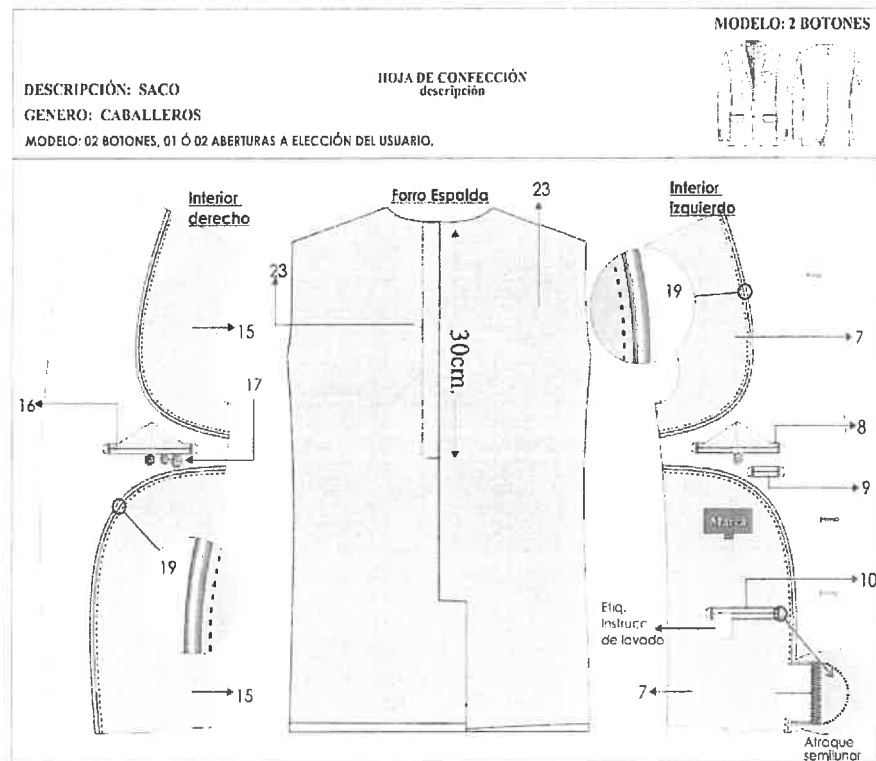 MODELO: 2 BOTONES
HOJA DE CONFECCIÓN
descripción
DESCRIPCIÓN: SACO
GENERO: CABALLEROS
MODELO: 02 BOTONES, 01 Ó 02 ABERTURAS A ELECCIÓN DEL USUARIO.
Interior
derecho
Forro Espalda
23
Interior
Izquierdo
23
19
15
30cm.
7
17
16
8
9
Marca
19
10
Etiq.
Instrucc
de lavado
15
7
Atraque
semilunar